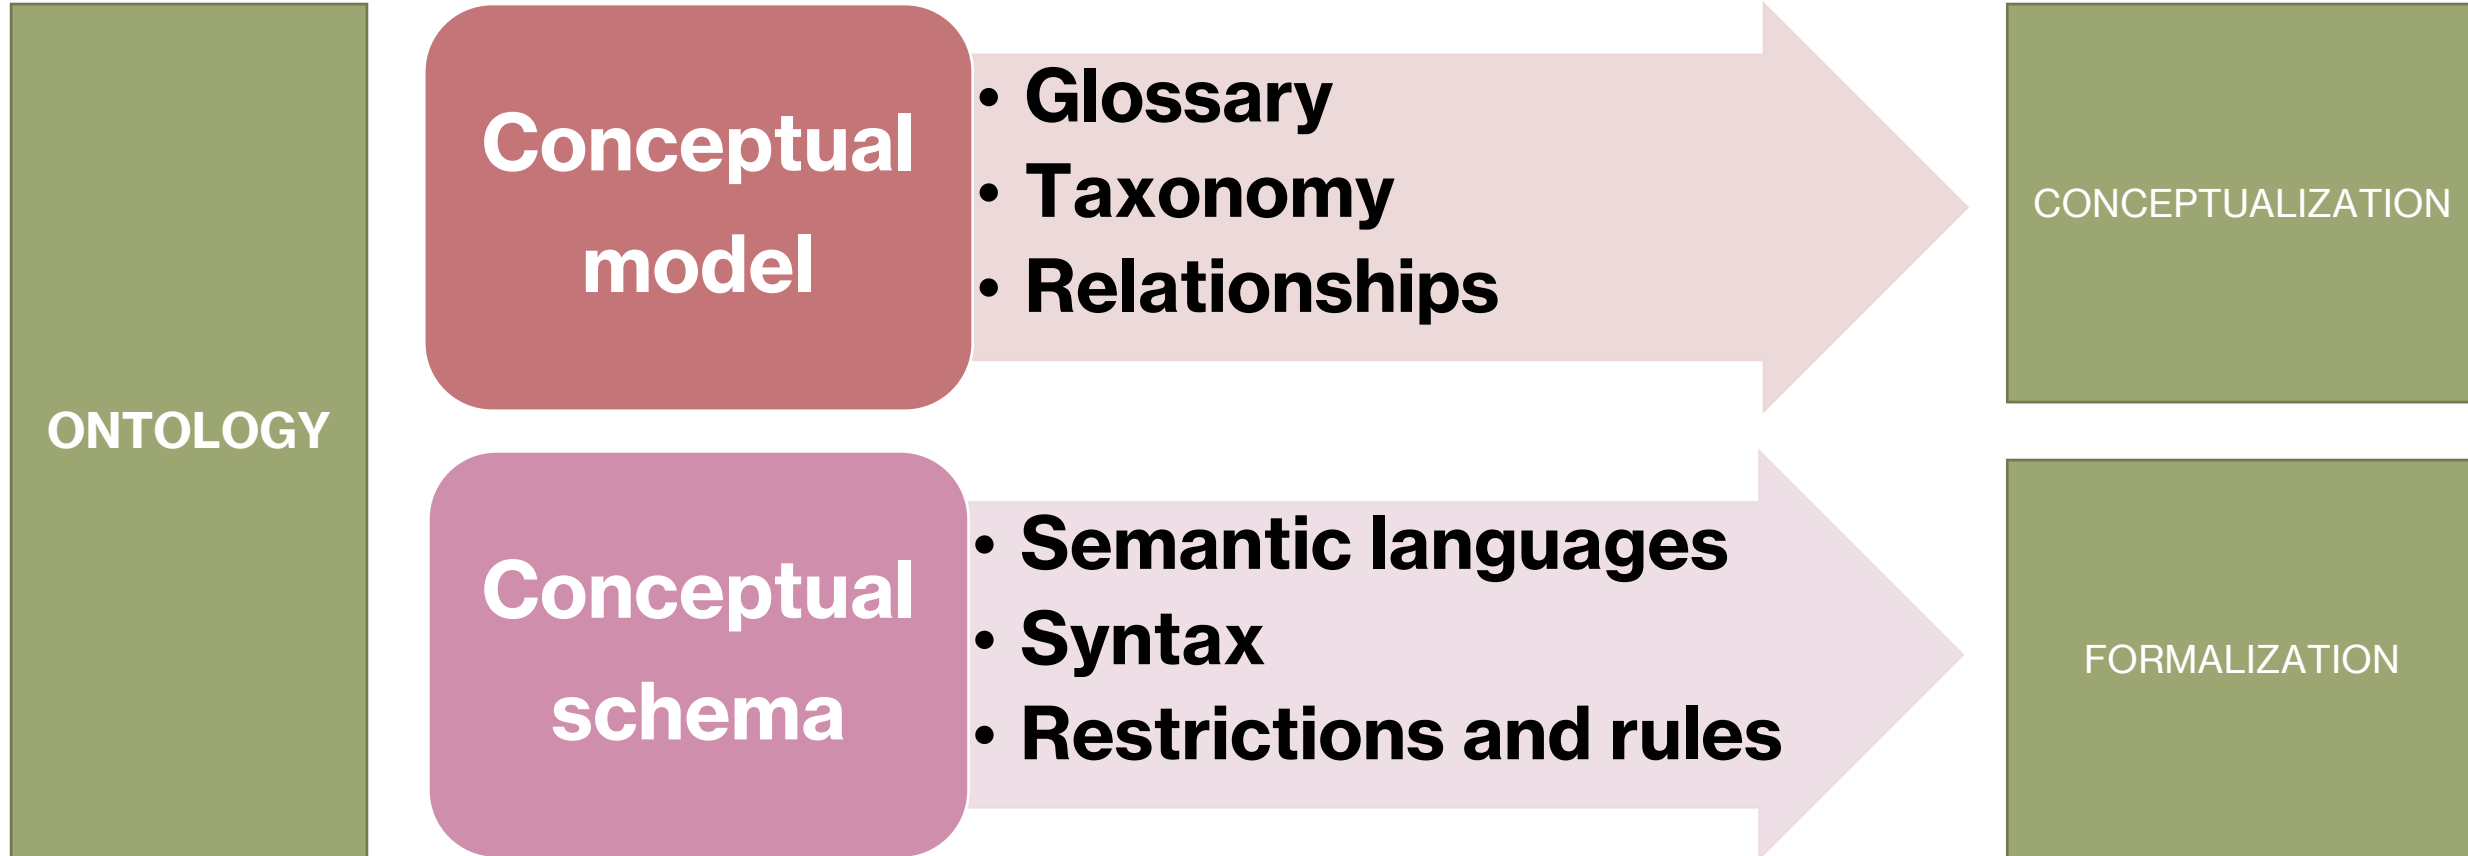 ONTOLOGY
Conceptual
model
• Glossary
• Taxonomy
• Relationships
CONCEPTUALIZATION
Conceptual
schema
• Semantic languages
• Syntax
• Restrictions and rules
FORMALIZATION